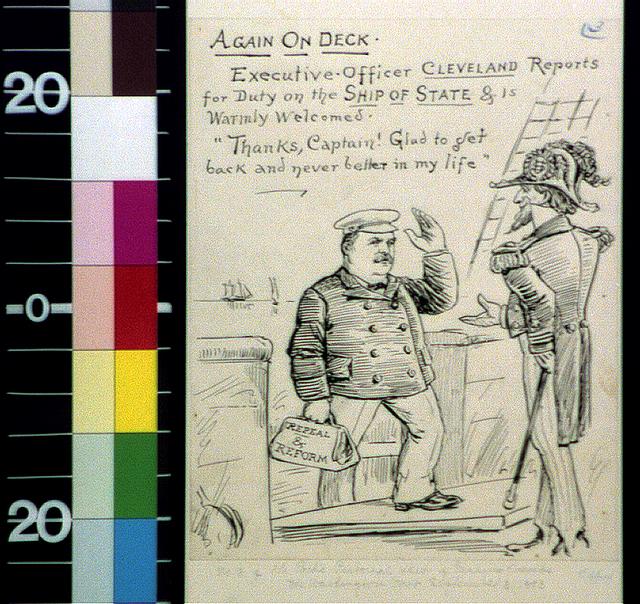 AGAIN ON DECK.
Executive-Officer CLEVELAND Reports
for Duty on the SHIP OF STATE & is
Warmly Welcomed.
"Thanks, Captain! Glad to get
back and never better in my life"
REPEAL
&
REFORM
20
0
20